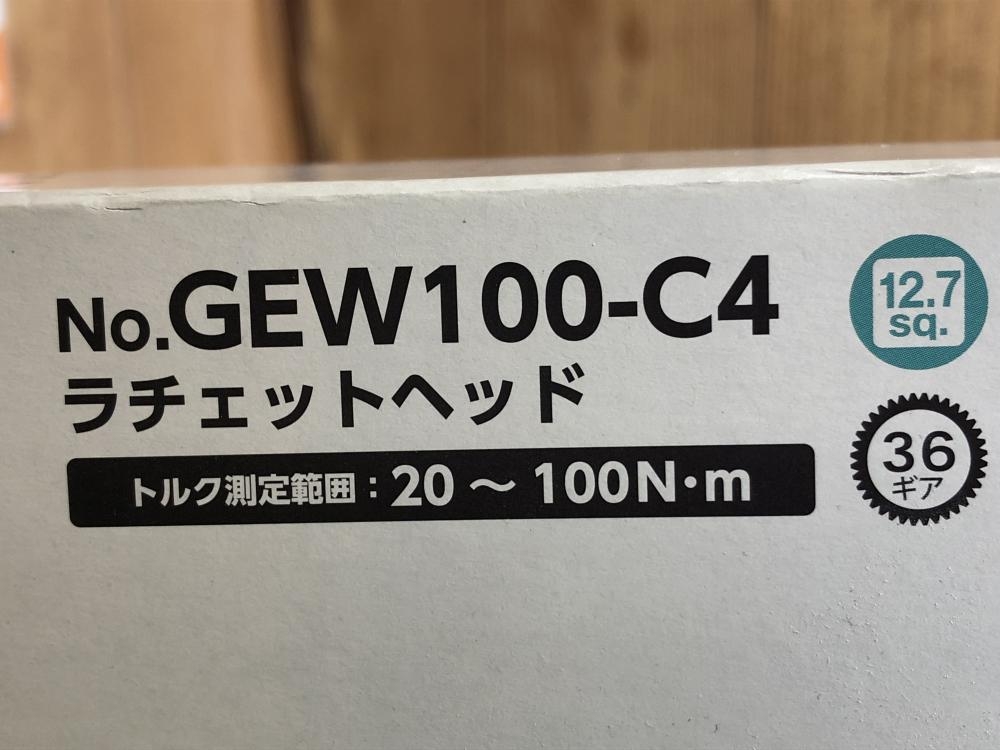 No.GEW100-C4
ラチェットヘッド
トルク測定範囲：20 〜 100N･m
12.7
sq.
36
ギア